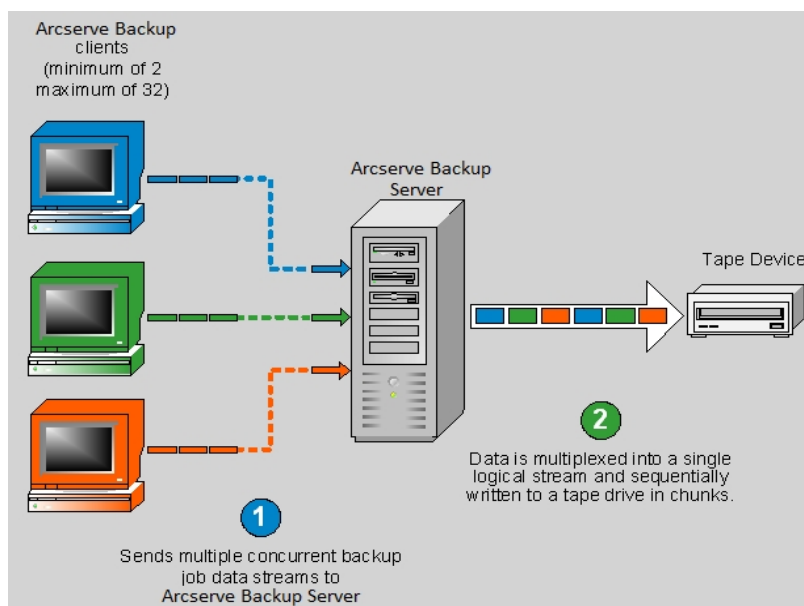 Arcserve Backup
clients
(minimum of 2
maximum of 32)
Arcserve Backup
Server
Tape Device
2
Data is multiplexed into a single
logical stream and sequentially
written to a tape drive in chunks.
1
Sends multiple concurrent backup
job data streams to
Arcserve Backup Server